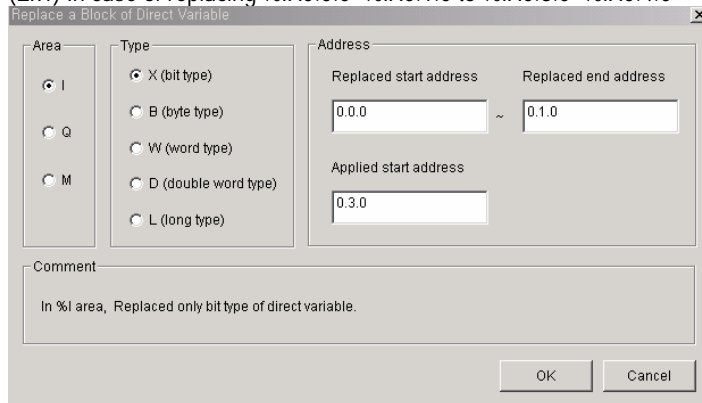 Replace a Block of Direct Variable
Area
I
Q
M
Type
X (bit type)
B (byte type)
W (word type)
D (double word type)
L (long type)
Address
Replaced start address
Replaced end address
0.0.0
~
0.1.0
Applied start address
0.3.0
Comment
In %I area, Replaced only bit type of direct variable.
OK
Cancel